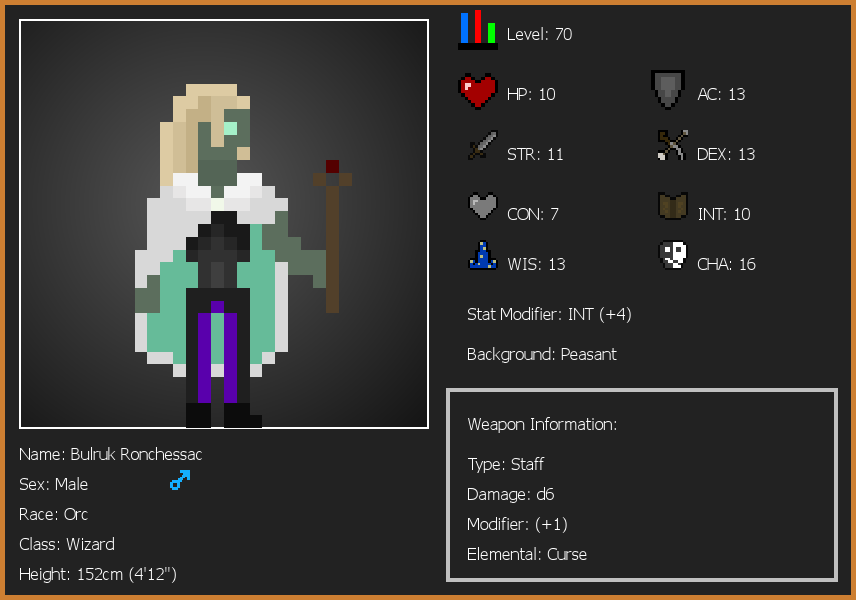 Level: 70
HP: 10
AC: 13
STR: 11
DEX: 13
CON: 7
INT: 10
WIS: 13
CHA: 16
Stat Modifier: INT (+4)
Background: Peasant
Weapon Information:
Type: Staff
Damage: d6
Modifier: (+1)
Elemental: Curse
Name: Bulruk Ronchessac
Sex: Male
Race: Orc
Class: Wizard
Height: 152cm (4'12")